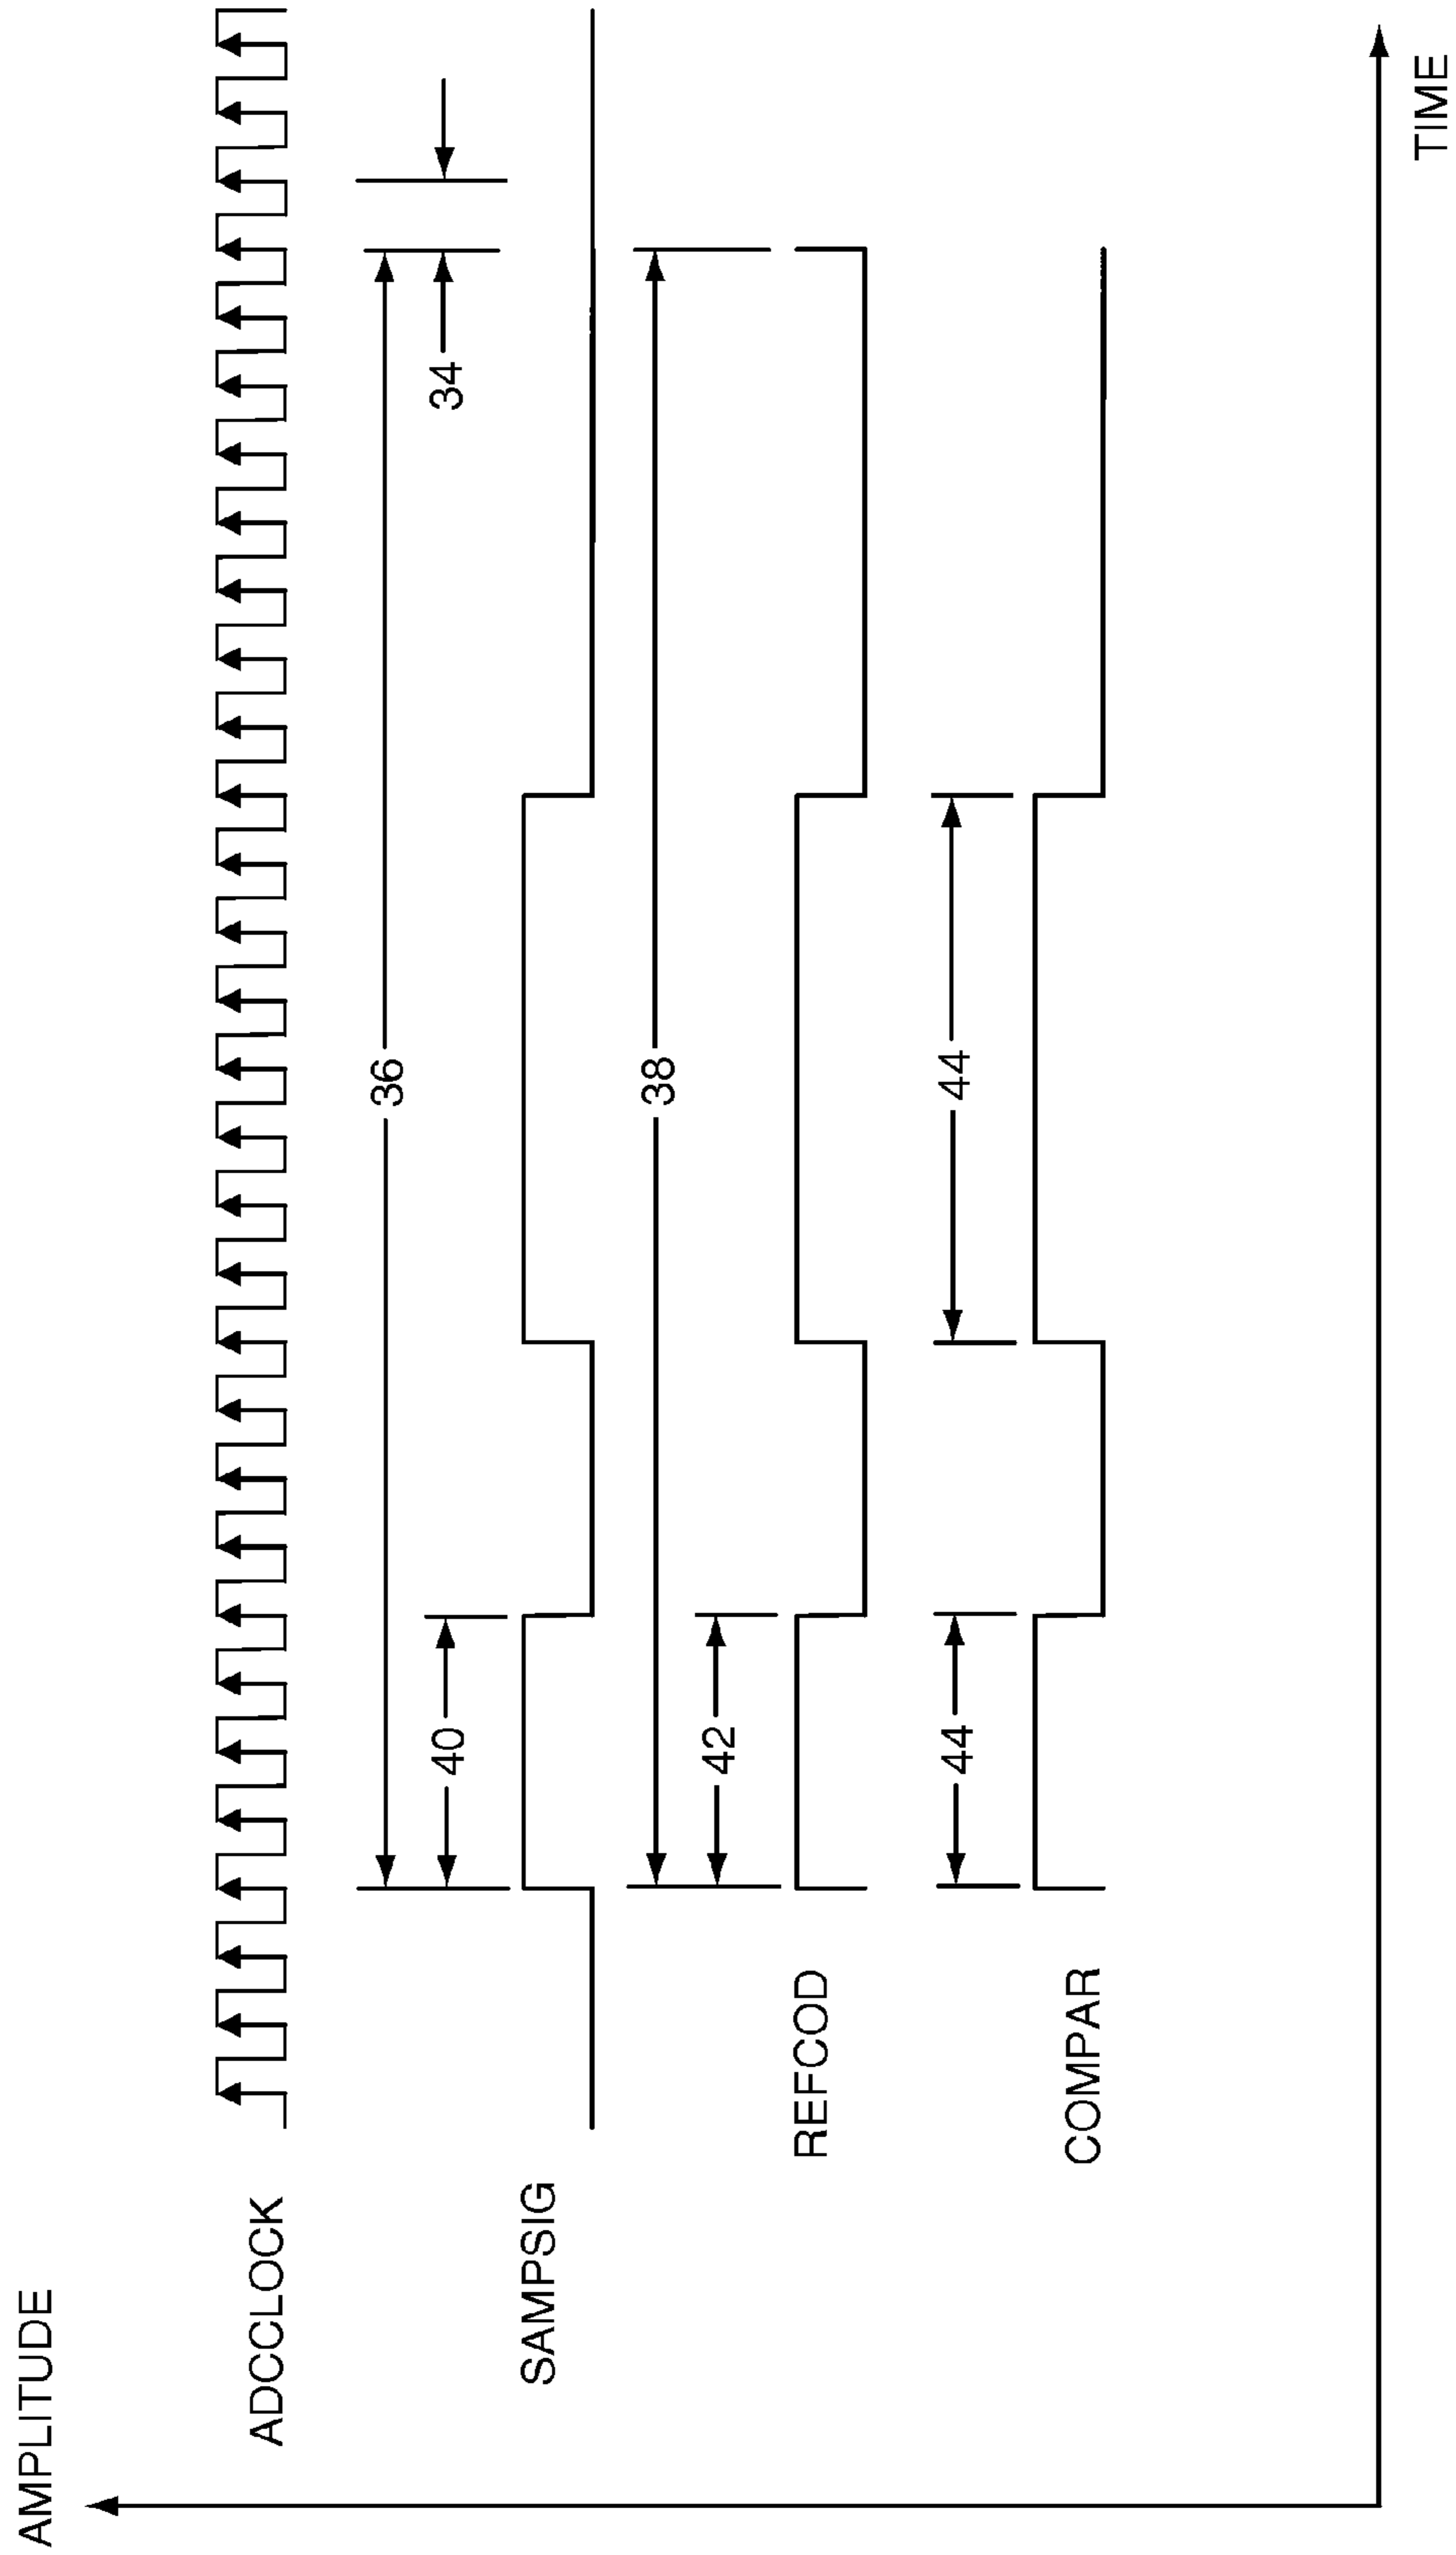 AMPLITUDE
ADCCLOCK
36
40
34
SAMPSIG
38
42
REFCOD
44
44
COMPAR
TIME